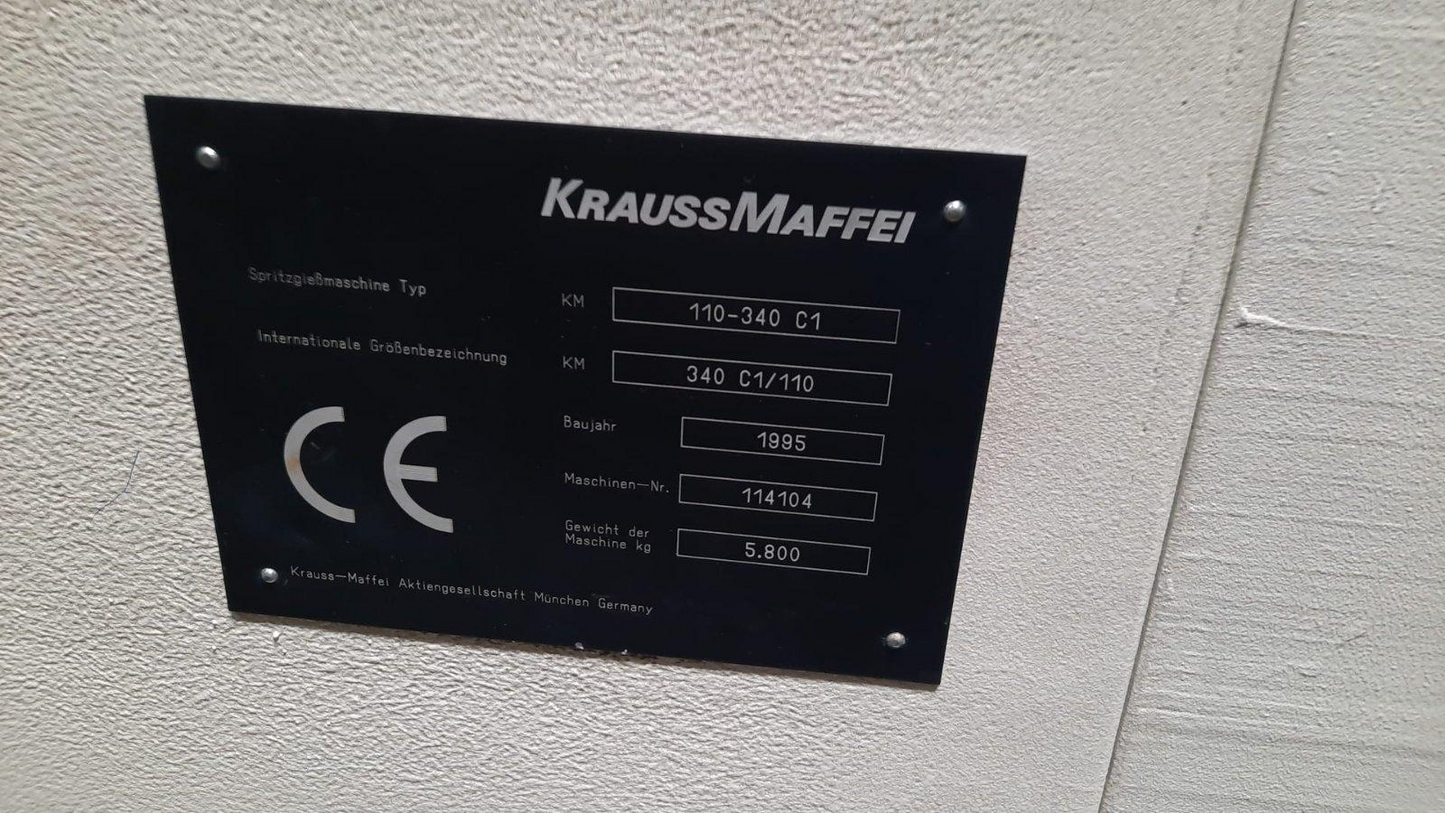 KRAUSSMAFFEI
Spritzgießmaschine Typ KM 110-340 C1
Internationale Größenbezeichnung KM 340 C1/110
Baujahr 1995
Maschinen-Nr. 114104
Gewicht der
Maschine kg 5.800
CE
Krauss-Maffei Aktiengesellschaft München Germany